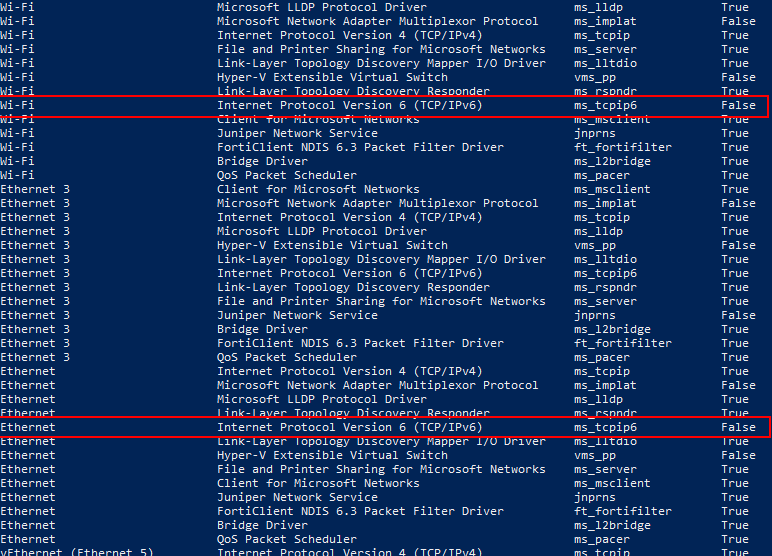 Wi-Fi Microsoft LLDP Protocol Driver ms_lldp True
Wi-Fi Microsoft Network Adapter Multiplexor Protocol ms_implat False
Wi-Fi Internet Protocol Version 4 (TCP/IPv4) ms_tcpip True
Wi-Fi File and Printer Sharing for Microsoft Networks ms_server True
Wi-Fi Link-Layer Topology Discovery Mapper I/O Driver ms_lltdio True
Wi-Fi Hyper-V Extensible Virtual Switch vms_pp False
Wi-Fi Link-Layer Topology Discovery Responder ms_rspndr True
Wi-Fi Internet Protocol Version 6 (TCP/IPv6) ms_tcpip6 False
Wi-Fi Client for Microsoft Networks ms_msclient True
Wi-Fi Juniper Network Service jnprns True
Wi-Fi FortiClient NDIS 6.3 Packet Filter Driver ft_fortifilter True
Wi-Fi Bridge Driver ms_l2bridge True
Wi-Fi QoS Packet Scheduler ms_pacer True
Ethernet 3 Client for Microsoft Networks ms_msclient True
Ethernet 3 Microsoft Network Adapter Multiplexor Protocol ms_implat False
Ethernet 3 Internet Protocol Version 4 (TCP/IPv4) ms_tcpip True
Ethernet 3 Microsoft LLDP Protocol Driver ms_lldp True
Ethernet 3 Hyper-V Extensible Virtual Switch vms_pp False
Ethernet 3 Link-Layer Topology Discovery Mapper I/O Driver ms_lltdio True
Ethernet 3 Internet Protocol Version 6 (TCP/IPv6) ms_tcpip6 True
Ethernet 3 Link-Layer Topology Discovery Responder ms_rspndr True
Ethernet 3 File and Printer Sharing for Microsoft Networks ms_server True
Ethernet 3 Juniper Network Service jnprns False
Ethernet 3 Bridge Driver ms_l2bridge True
Ethernet 3 FortiClient NDIS 6.3 Packet Filter Driver ft_fortifilter True
Ethernet 3 QoS Packet Scheduler ms_pacer True
Ethernet Internet Protocol Version 4 (TCP/IPv4) ms_tcpip True
Ethernet Microsoft Network Adapter Multiplexor Protocol ms_implat False
Ethernet Microsoft LLDP Protocol Driver ms_lldp True
Ethernet Link-Layer Topology Discovery Responder ms_rspndr True
Ethernet Internet Protocol Version 6 (TCP/IPv6) ms_tcpip6 False
Ethernet Link-Layer Topology Discovery Mapper I/O Driver ms_lltdio True
Ethernet Hyper-V Extensible Virtual Switch vms_pp False
Ethernet File and Printer Sharing for Microsoft Networks ms_server True
Ethernet Client for Microsoft Networks ms_msclient True
Ethernet Juniper Network Service jnprns True
Ethernet FortiClient NDIS 6.3 Packet Filter Driver ft_fortifilter True
Ethernet Bridge Driver ms_l2bridge True
Ethernet QoS Packet Scheduler ms_pacer True
vEthernet (Ethernet 5) Internet Protocol Version 4 (TCP/IPv4) ms_tcpip True